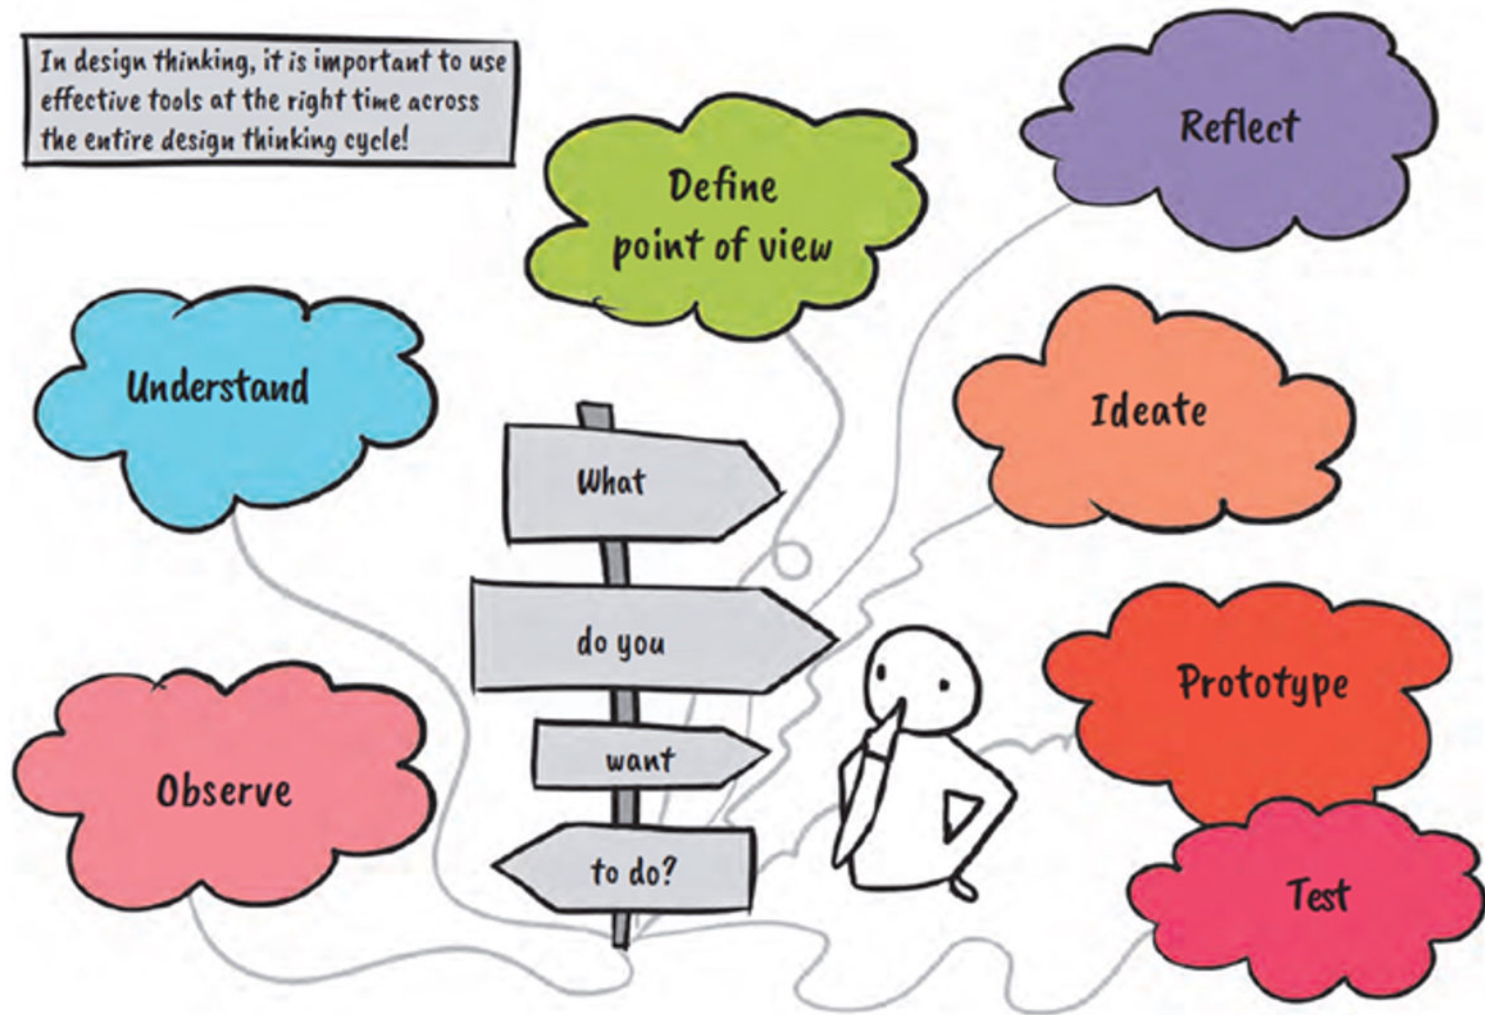 In design thinking, it is important to use
effective tools at the right time across
the entire design thinking cycle!
Define
point of view
Reflect
Understand
Ideate
What
do you
want
to do?
Observe
Prototype
Test